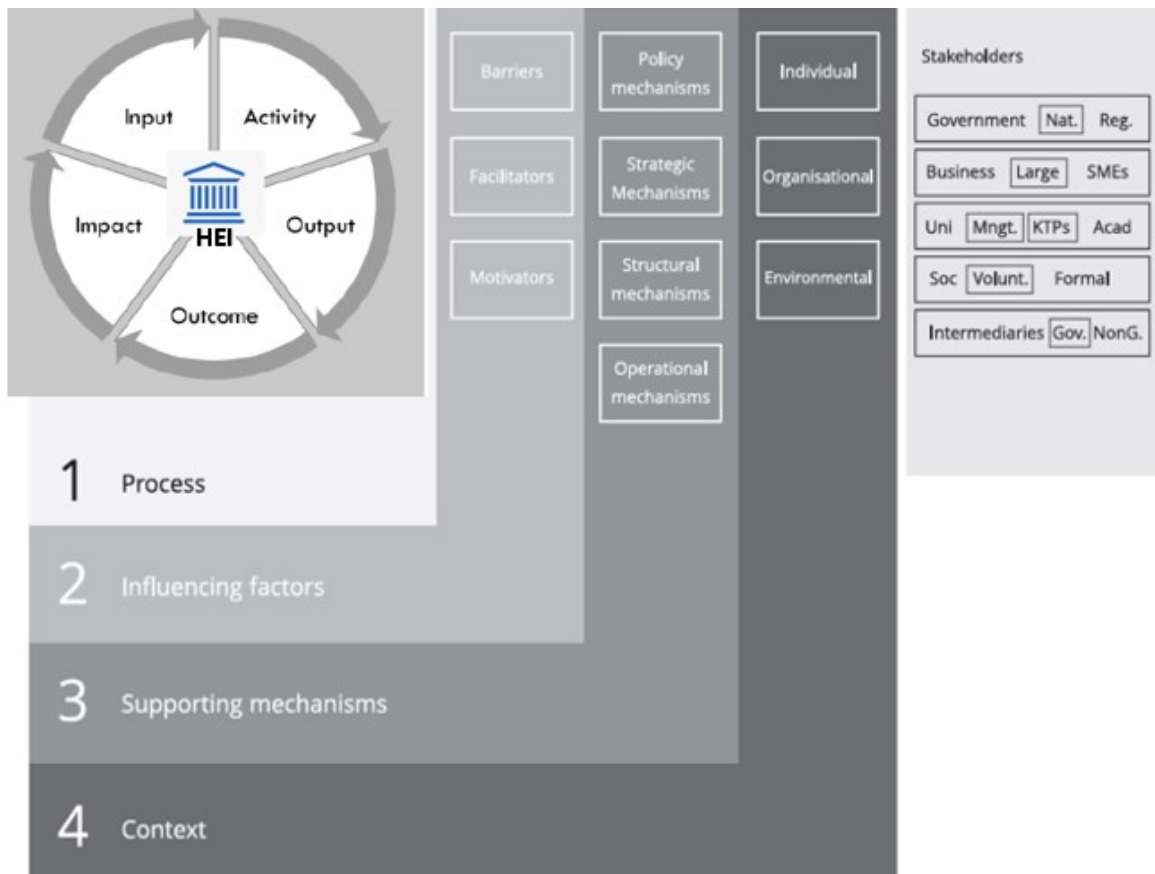 Input
Activity
Impact
HEI
Output
Outcome
Barriers
Facilitators
Motivators
Policy
mechanisms
Strategic
Mechanisms
Structural
mechanisms
Operational
mechanisms
Individual
Organisational
Environmental
Stakeholders
Government Nat. Reg.
Business Large SMEs
Uni Mngt. KTPs Acad
Soc Volunt. Formal
Intermediaries Gov. NonG.
1 Process
2 Influencing factors
3 Supporting mechanisms
4 Context